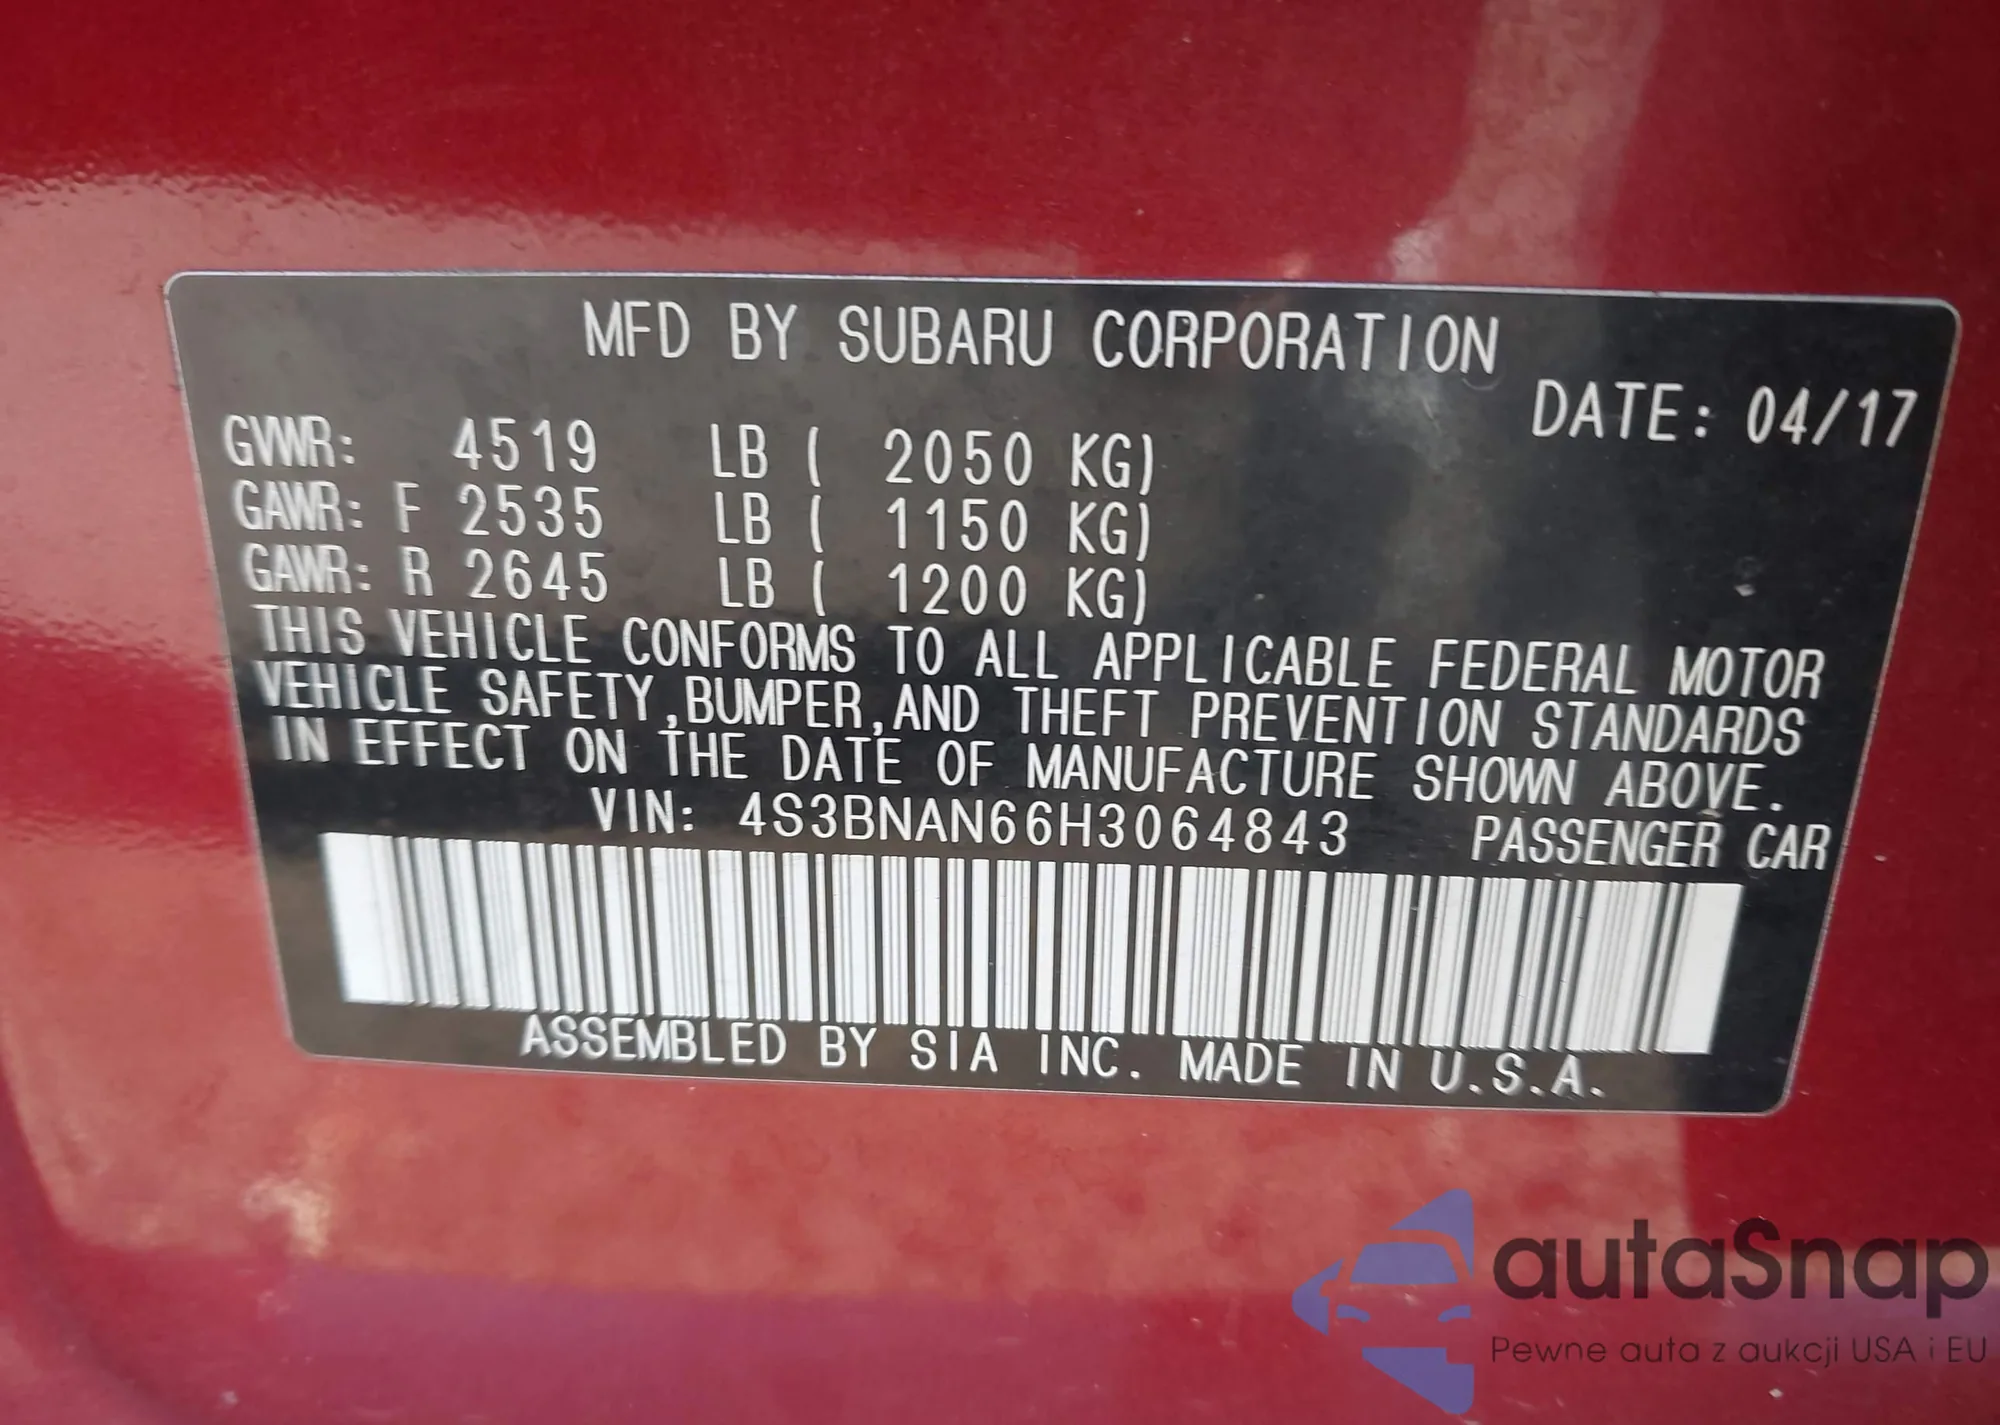 MFD BY SUBARU CORPORATION
DATE: 04/17
GVWR: 4519 LB ( 2050 KG)
GAWR: F 2535 LB ( 1150 KG)
GAWR: R 2645 LB ( 1200 KG)
THIS VEHICLE CONFORMS TO ALL APPLICABLE FEDERAL MOTOR
VEHICLE SAFETY,BUMPER,AND THEFT PREVENTION STANDARDS
IN EFFECT ON THE DATE OF MANUFACTURE SHOWN ABOVE.
VIN: 4S3BNAN66H3064843 PASSENGER CAR
ASSEMBLED BY SIA INC. MADE IN U.S.A.
autaSnap
Pewne auta z aukcji USA i EU